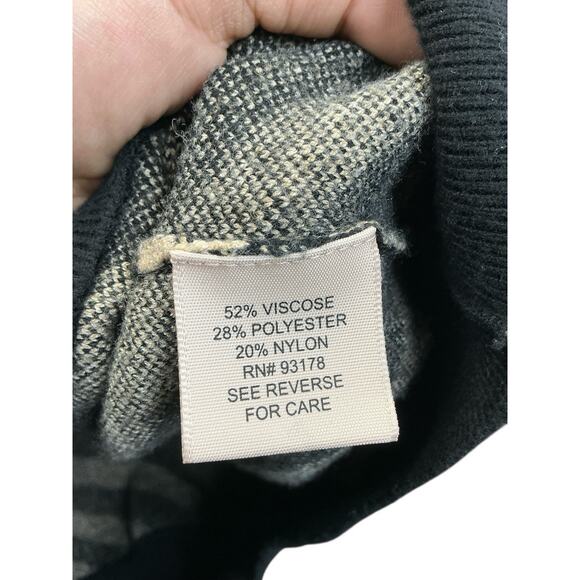 52% VISCOSE
28% POLYESTER
20% NYLON
RN# 93178
SEE REVERSE
FOR CARE